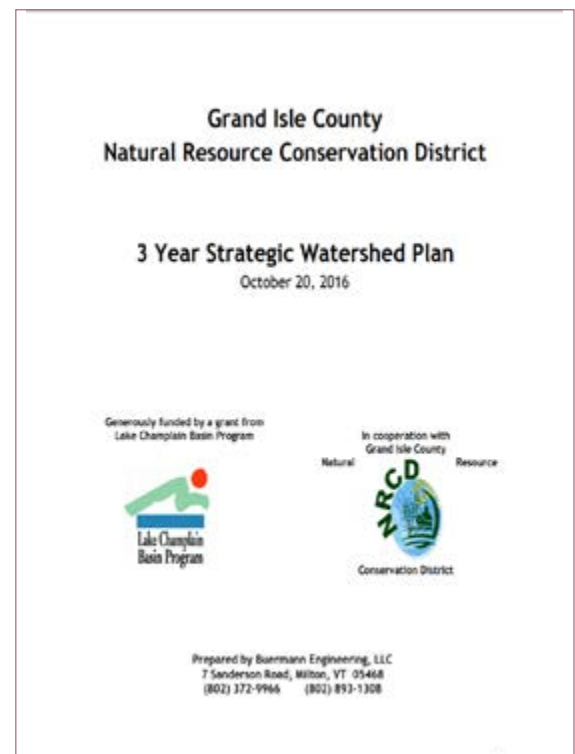 Grand Isle County
Natural Resource Conservation District
3 Year Strategic Watershed Plan
October 20, 2016
Generously funded by a grant from
Lake Champlain Basin Program
Lake Champlain
Basin Program
In cooperation with
Grand Isle County
Natural Resource
NRCD
Conservation District
Prepared by Buermann Engineering, LLC
7 Sanderson Road, Milton, VT 05468
(802) 372-9966 (802) 893-1308